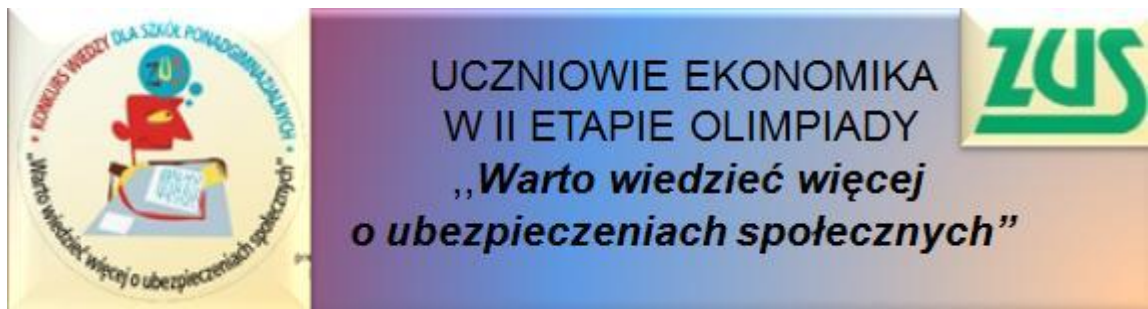 • KONKURS WIEDZY DLA SZKÓŁ PONADGIMNAZJALNYCH •
ZUS
„Warto wiedzieć więcej o ubezpieczeniach społecznych”
UCZNIOWIE EKONOMIKA
W II ETAPIE OLIMPIADY
,,Warto wiedzieć więcej
o ubezpieczeniach społecznych”
ZUS